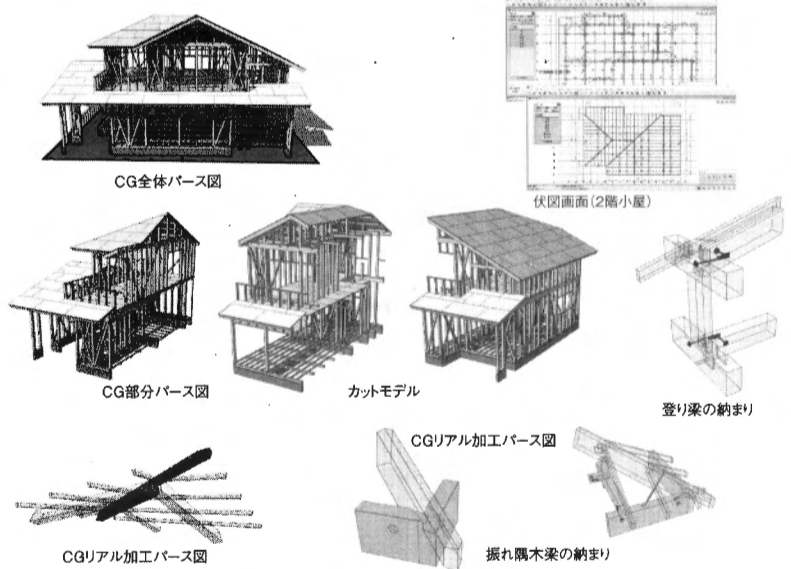 CG全体パース図
伏図画面(2階小屋)
CG部分パース図
カットモデル
登り梁の納まり
CGリアル加工パース図
CGリアル加工パース図
振れ隅木梁の納まり